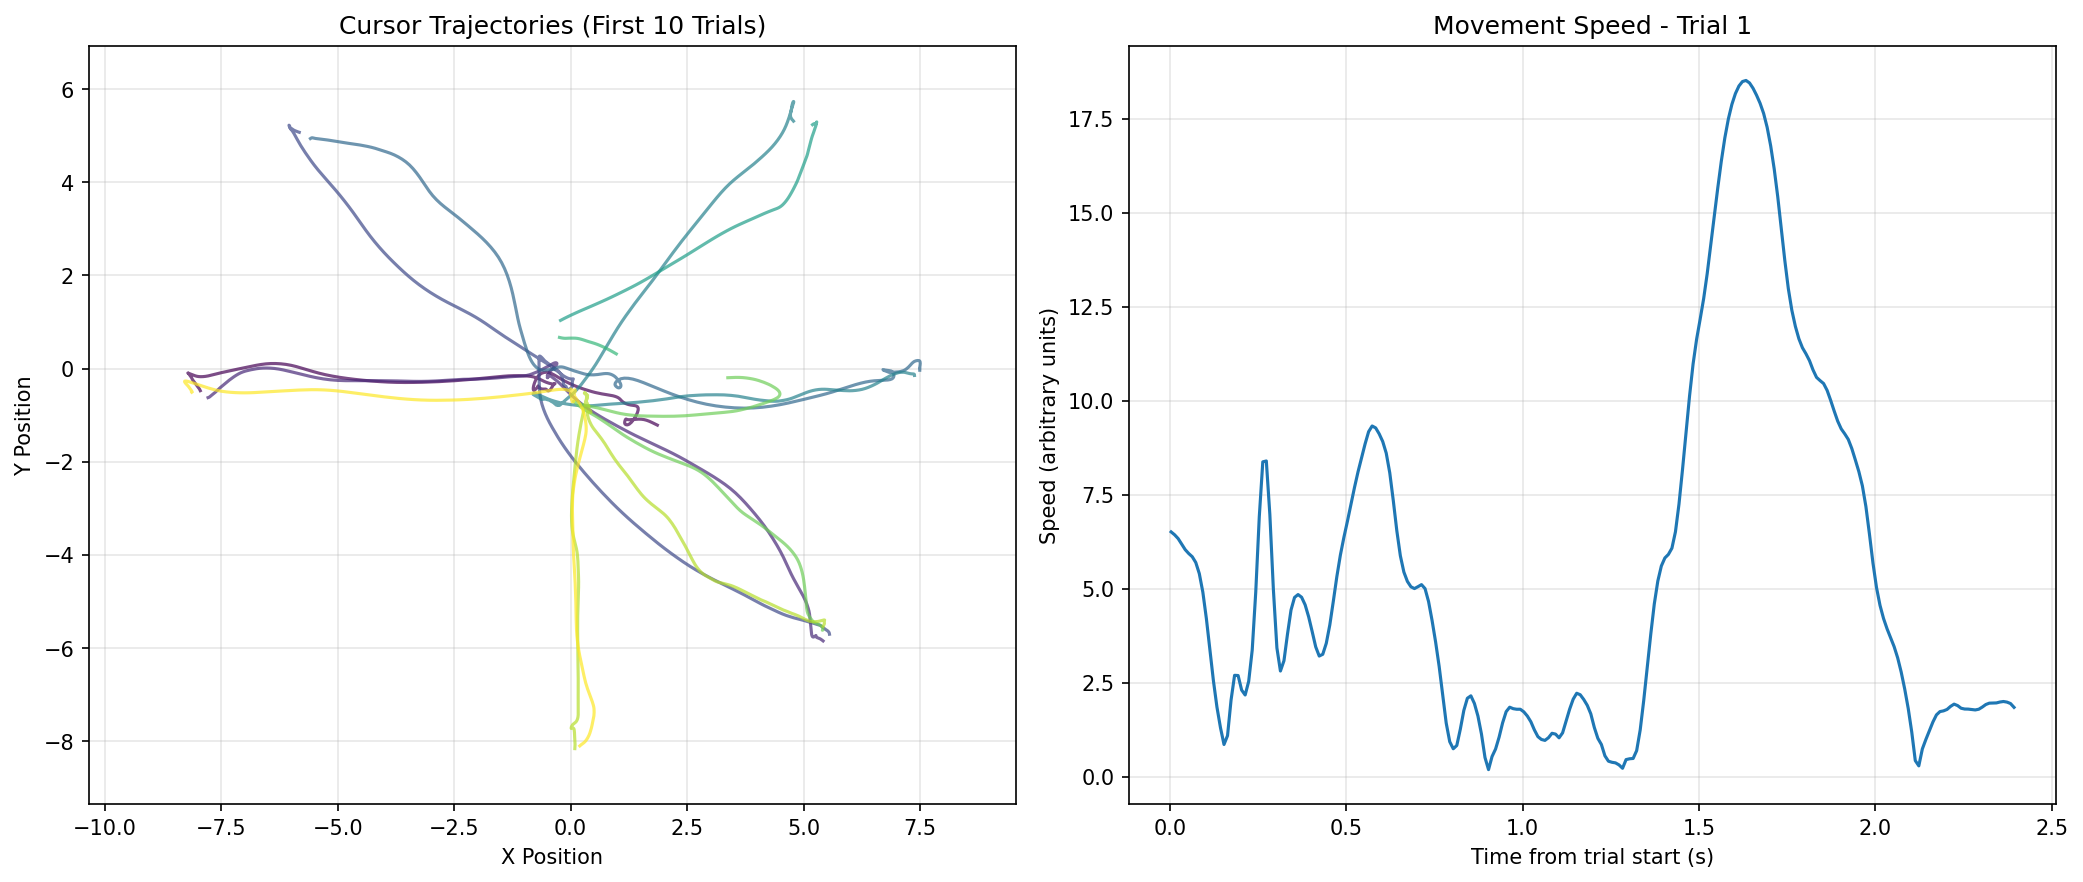 Cursor Trajectories (First 10 Trials)
6
4
2
0
−2
−4
−6
−8
Y Position
−10.0 −7.5 −5.0 −2.5 0.0 2.5 5.0 7.5
X Position
Movement Speed - Trial 1
17.5
15.0
12.5
10.0
7.5
5.0
2.5
0.0
Speed (arbitrary units)
0.0 0.5 1.0 1.5 2.0 2.5
Time from trial start (s)